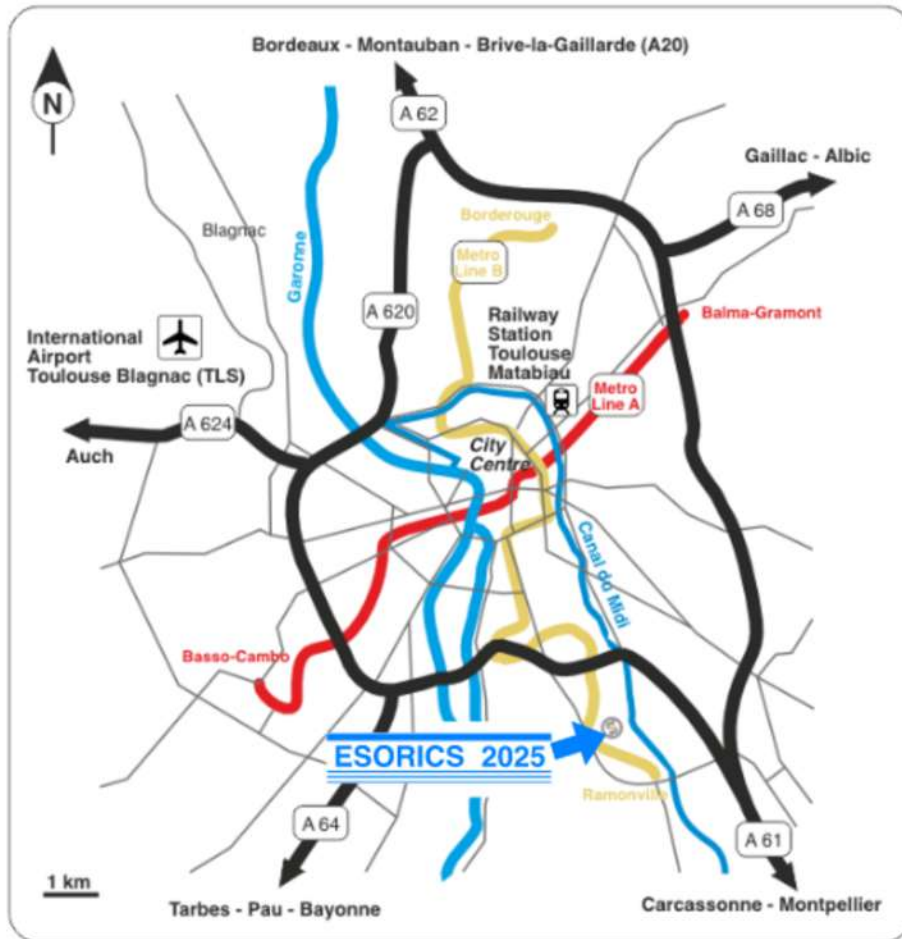 Bordeaux - Montauban - Brive-la-Gaillarde (A20)
N
A 62
Gaillac - Albic
A 68
Blagnac
Garonne
Borderouge
Metro
Line B
A 620
Railway
Station
Toulouse
Matabiau
Balma-Gramont
International
Airport
Toulouse Blagnac (TLS)
Metro
Line A
A 624
Auch
City
Centre
Canal do Midi
Basso-Cambo
ESORICS 2025
Ramonville
A 64
A 61
1 km
Tarbes - Pau - Bayonne
Carcassonne - Montpellier